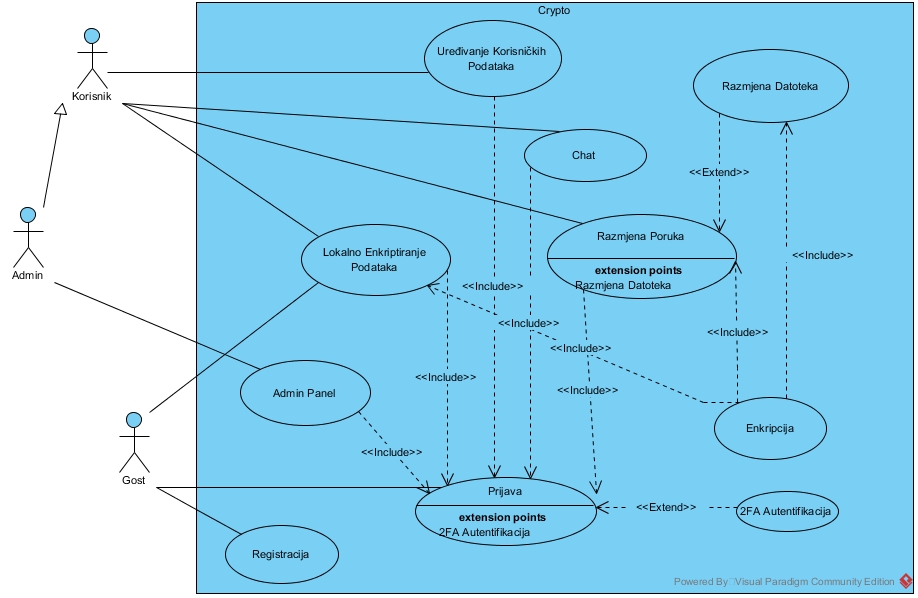 Crypto
Uređivanje Korisničkih
Podataka
Razmjena Datoteka
Korisnik
Chat
<<Extend>>
Razmjena Poruka
extension points
Razmjena Datoteka
Lokalno Enkriptiranje
Podataka
Admin
<<Include>>
<<Include>>
<<Include>>
<<Include>>
<<Include>>
<<Include>>
<<Include>>
Admin Panel
Enkripcija
<<Include>>
Gost
Prijava
extension points
2FA Autentifikacija
<<Extend>>
2FA Autentifikacija
Registracija
Powered By Visual Paradigm Community Edition